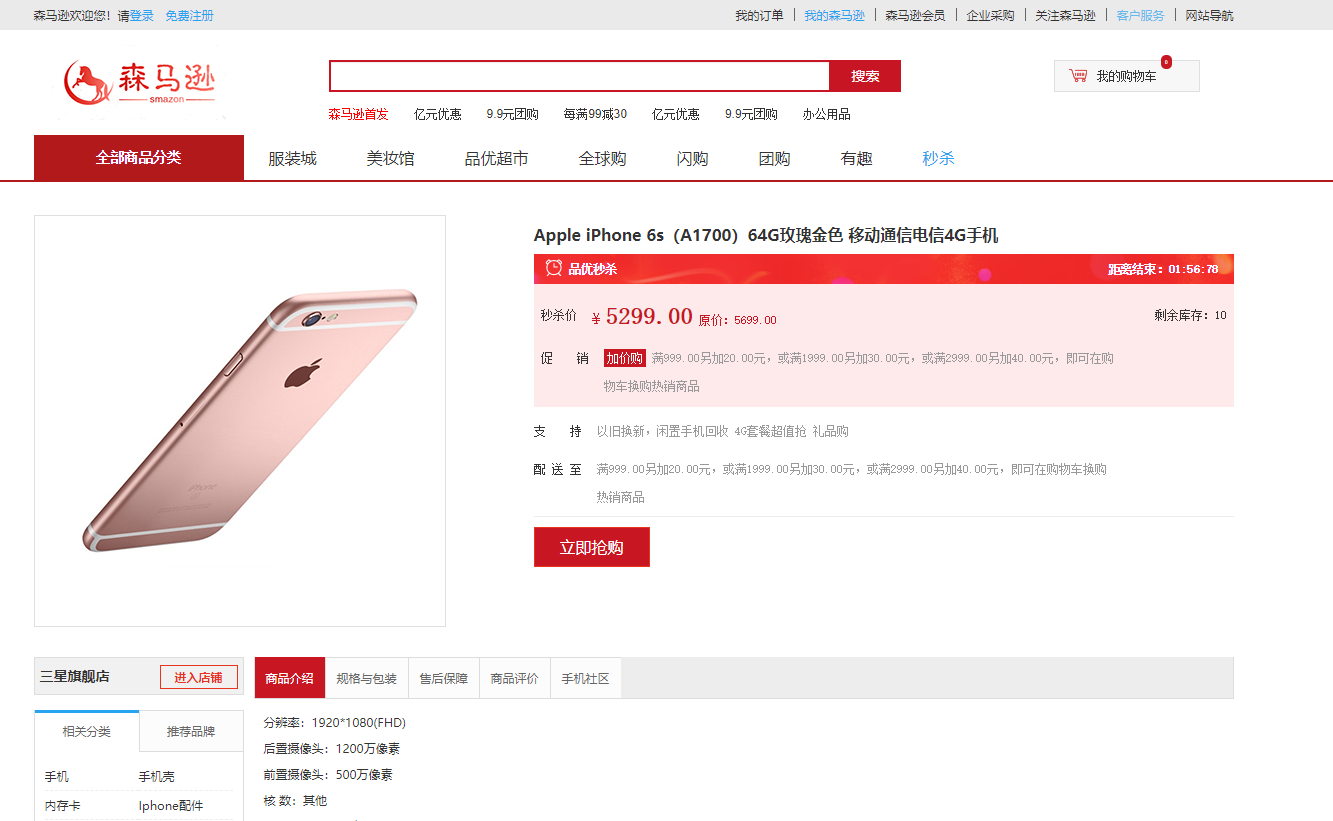 森马逊欢迎您！请登录 免费注册
我的订单 我的森马逊 森马逊会员 企业采购 关注森马逊 客户服务 网站导航
森马逊
smazon
搜索
我的购物车
0
森马逊首发 亿元优惠 9.9元团购 每满99减30 亿元优惠 9.9元团购 办公用品
全部商品分类 服装城 美妆馆 品优超市 全球购 闪购 团购 有趣 秒杀
Apple iPhone 6s（A1700）64G玫瑰金色 移动通信电信4G手机
品优秒杀 距离结束：01:56:78
秒杀价 ¥ 5299.00 原价：5699.00 剩余库存：10
促 销 加价购 满999.00另加20.00元，或满1999.00另加30.00元，或满2999.00另加40.00元，即可在购
物车换购热销商品
支 持 以旧换新，闲置手机回收 4G套餐超值抢 礼品购
配 送 至 满999.00另加20.00元，或满1999.00另加30.00元，或满2999.00另加40.00元，即可在购物车换购
热销商品
立即抢购
iPhone
三星旗舰店 进入店铺
商品介绍 规格与包装 售后保障 商品评价 手机社区
相关分类 推荐品牌
手机 手机壳
内存卡 Iphone配件
分辨率：1920*1080(FHD)
后置摄像头：1200万像素
前置摄像头：500万像素
核 数：其他